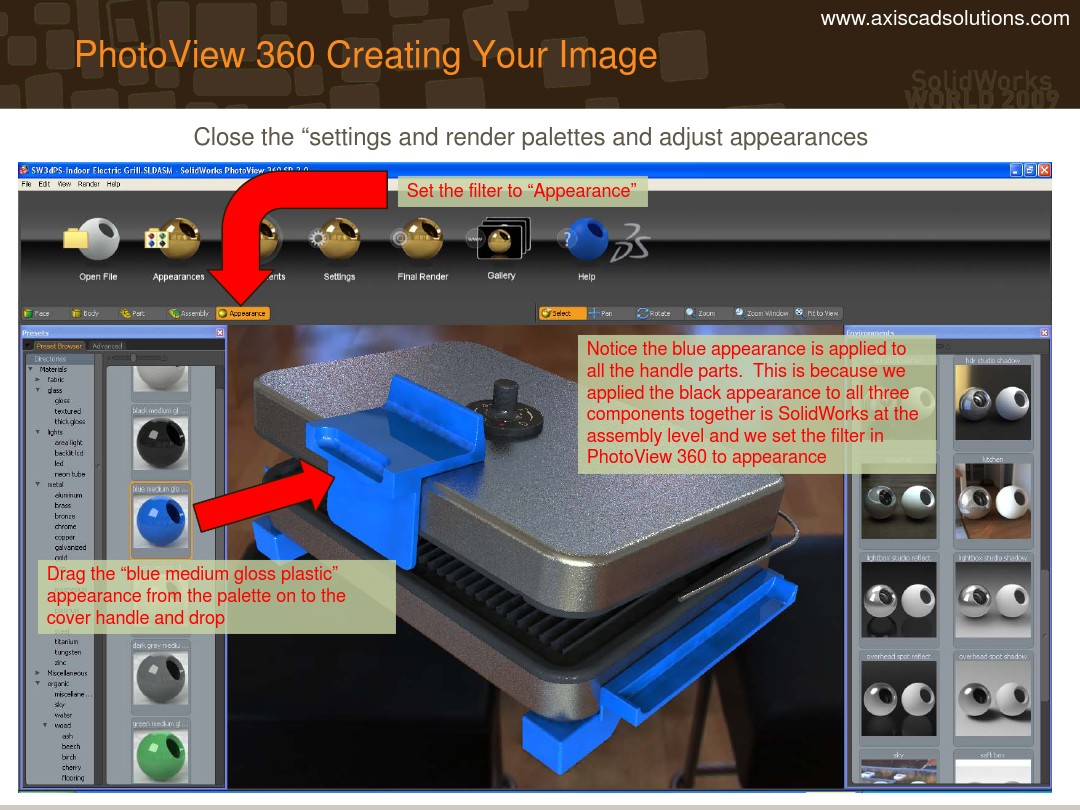 www.axiscadsolutions.com
PhotoView 360 Creating Your Image
SolidWorks
WORLD 2009
Close the “settings and render palettes and adjust appearances
SW3dPS-Indoor Electric Grill.SLDASM - SolidWorks PhotoView 360 SP 2.0
File Edit View Render Help
Set the filter to “Appearance”
www
?
Open File Appearances ents Settings Final Render Gallery Help
Face Body Part Assembly Appearance Select Pan Rotate Zoom Zoom Window Fit to View
Presets
Environments
Preset Browser Advanced
Directories
Materials
fabric
glass
gloss
textured
thick gloss
lights
area light
backlit lcd
led
neon tube
metal
aluminum
brass
bronze
chrome
copper
galvanized
gold
titanium
tungsten
zinc
Miscellaneous
organic
miscellane...
sky
water
wood
ash
beech
birch
cherry
flooring
black medium gl...
blue medium glo...
dark grey mediu...
green medium gl...
Notice the blue appearance is applied to
all the handle parts. This is because we
applied the black appearance to all three
components together is SolidWorks at the
assembly level and we set the filter in
PhotoView 360 to appearance
Drag the “blue medium gloss plastic”
appearance from the palette on to the
cover handle and drop
hdr studio shadow
kitchen
lightbox studio reflect lightbox studio shadow
overhead spot reflect overhead spot shadow
sky soft box